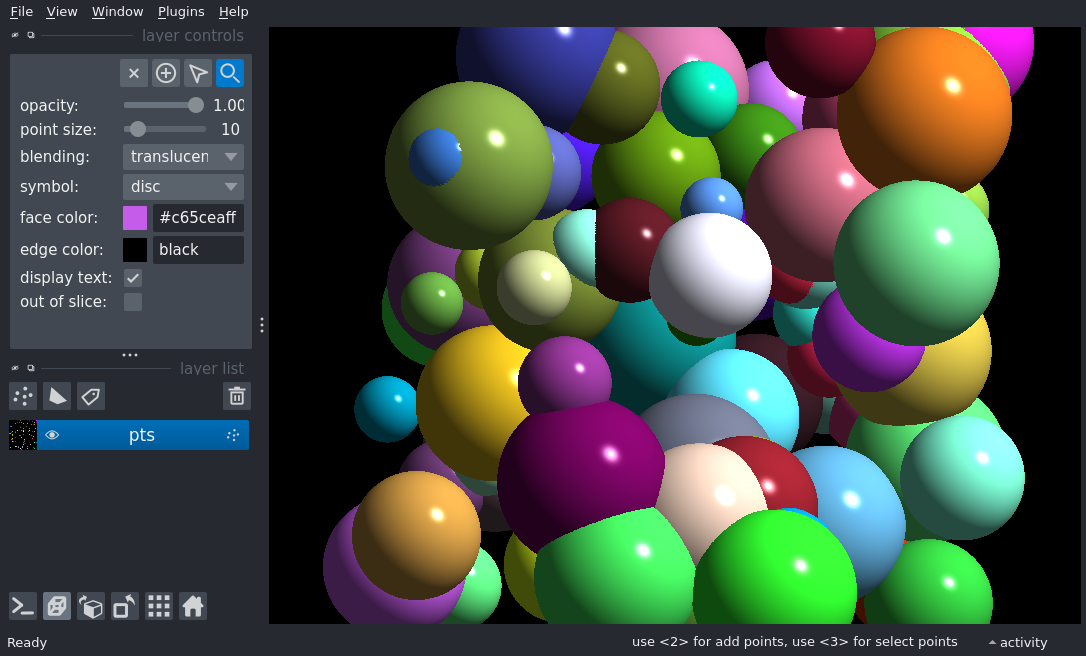 File View Window Plugins Help
layer controls
opacity: 1.00
point size: 10
blending: translucen
symbol: disc
face color: #c65ceaff
edge color: black
display text:
out of slice:
layer list
pts
Ready use <2> for add points, use <3> for select points activity